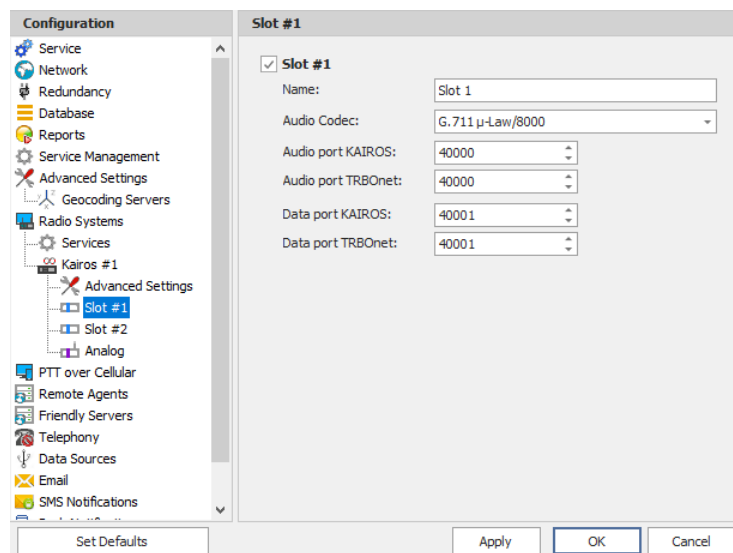 Configuration
Service
Network
Redundancy
Database
Reports
Service Management
Advanced Settings
Geocoding Servers
Radio Systems
Services
Kairos #1
Advanced Settings
Slot #1
Slot #2
Analog
PTT over Cellular
Remote Agents
Friendly Servers
Telephony
Data Sources
Email
SMS Notifications
Set Defaults
Slot #1
Slot #1
Name: Slot 1
Audio Codec: G.711 µ-Law/8000
Audio port KAIROS: 40000
Audio port TRBOnet: 40000
Data port KAIROS: 40001
Data port TRBOnet: 40001
Apply OK Cancel